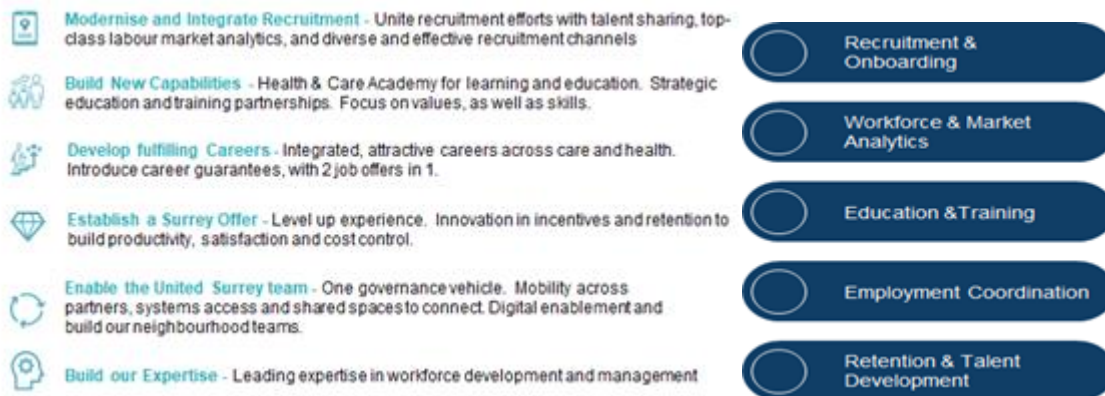 Modernise and Integrate Recruitment - Unite recruitment efforts with talent sharing, top-
class labour market analytics, and diverse and effective recruitment channels
Build New Capabilities - Health & Care Academy for learning and education. Strategic
education and training partnerships. Focus on values, as well as skills.
Develop fulfilling Careers - Integrated, attractive careers across care and health.
Introduce career guarantees, with 2 job offers in 1.
Establish a Surrey Offer - Level up experience. Innovation in incentives and retention to
build productivity, satisfaction and cost control.
Enable the United Surrey team - One governance vehicle. Mobility across
partners, systems access and shared spaces to connect. Digital enablement and
build our neighbourhood teams.
Build our Expertise - Leading expertise in workforce development and management
Recruitment &
Onboarding
Workforce & Market
Analytics
Education &Training
Employment Coordination
Retention & Talent
Development